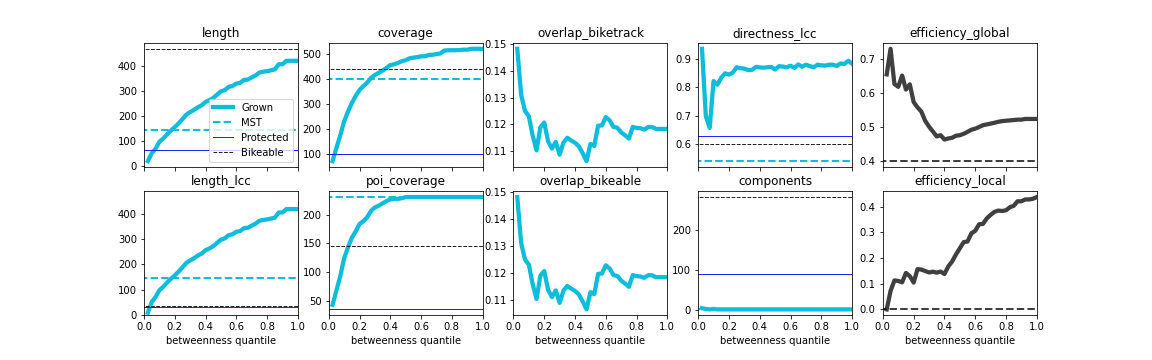 length
coverage
overlap_biketrack
directness_lcc
efficiency_global
400
300
200
100
0
Grown
MST
Protected
Bikeable
500
400
300
200
100
0.15
0.14
0.13
0.12
0.11
0.9
0.8
0.7
0.6
0.7
0.6
0.5
0.4
length_lcc
poi_coverage
overlap_bikeable
components
efficiency_local
400
300
200
100
0
200
150
100
50
0.15
0.14
0.13
0.12
0.11
200
100
0
0.4
0.3
0.2
0.1
0.0
0.0 0.2 0.4 0.6 0.8 1.0
0.0 0.2 0.4 0.6 0.8 1.0
0.0 0.2 0.4 0.6 0.8 1.0
0.0 0.2 0.4 0.6 0.8 1.0
0.0 0.2 0.4 0.6 0.8 1.0
betweenness quantile
betweenness quantile
betweenness quantile
betweenness quantile
betweenness quantile